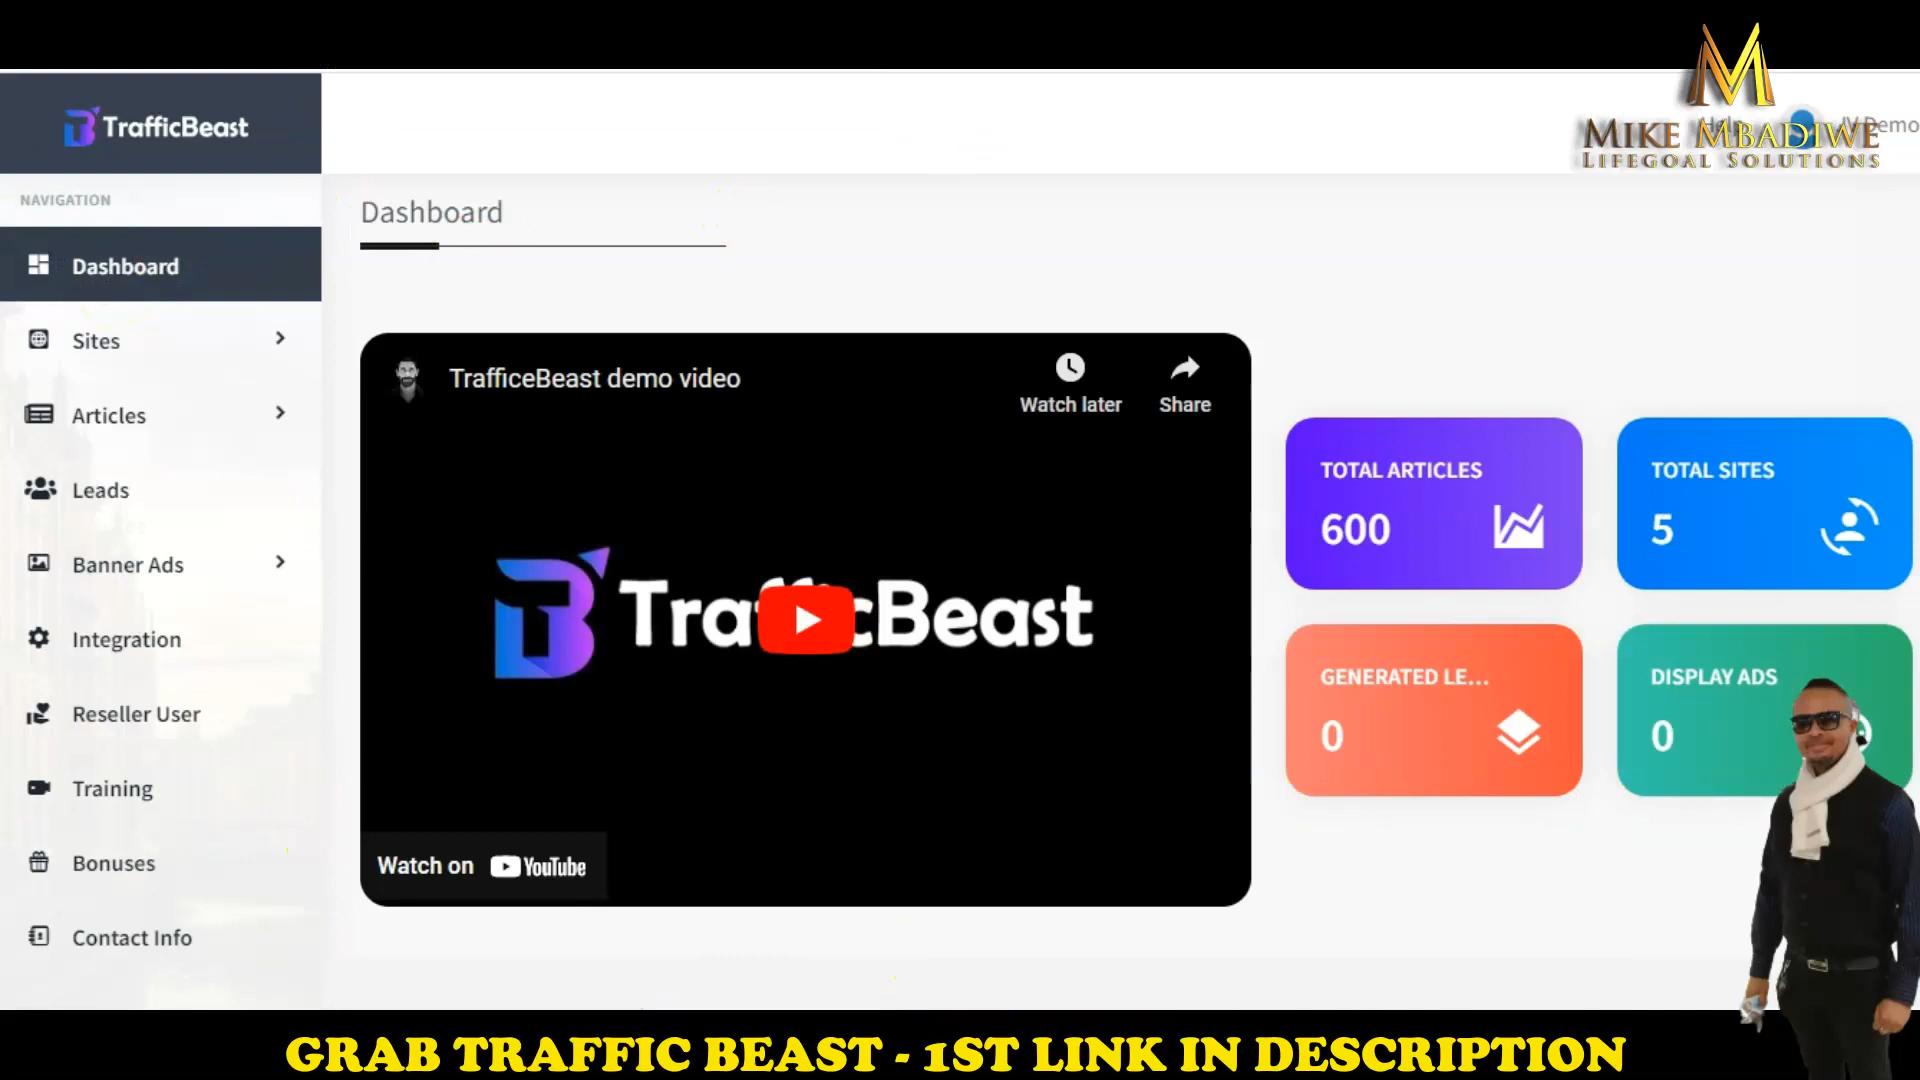 MIKE MBADIWE
LIFEGOAL SOLUTIONS
TrafficBeast
JV Demo
NAVIGATION
Dashboard
Sites
Articles
Leads
Banner Ads
Integration
Reseller User
Training
Bonuses
Contact Info
Dashboard
TrafficeBeast demo video
Watch later
Share
Watch on YouTube
TOTAL ARTICLES
600
TOTAL SITES
5
GENERATED LE...
0
DISPLAY ADS
0
GRAB TRAFFIC BEAST - 1ST LINK IN DESCRIPTION